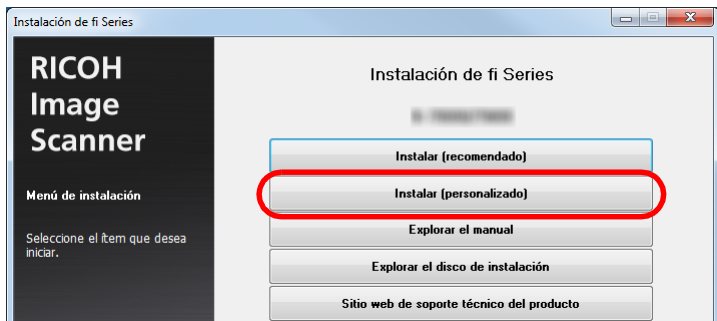 Instalación de fi Series
RICOH
Image
Scanner
Menú de instalación
Seleccione el ítem que desea
iniciar.
Instalación de fi Series
Instalar (recomendado)
Instalar (personalizado)
Explorar el manual
Explorar el disco de instalación
Sitio web de soporte técnico del producto